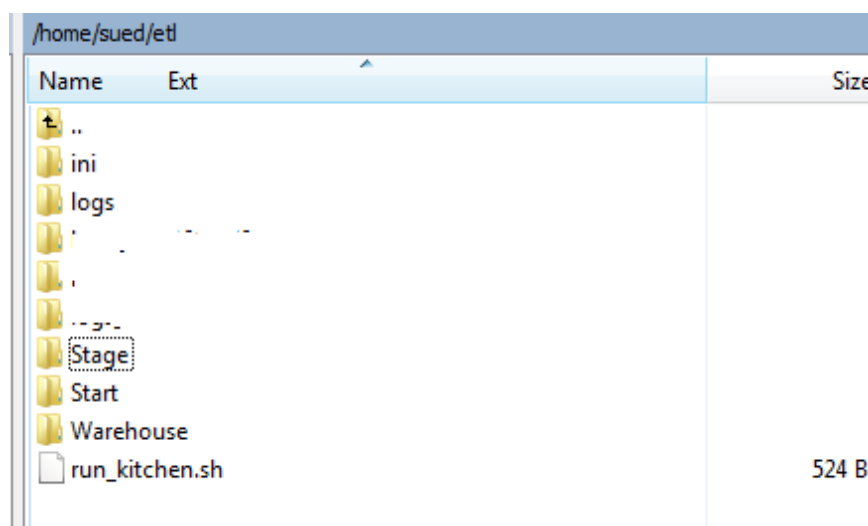 /home/sued/etl
Name Ext Size
..
ini
logs
Stage
Start
Warehouse
run_kitchen.sh 524 B